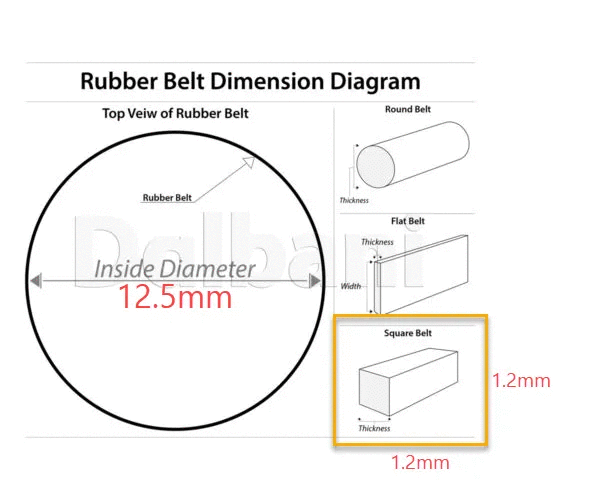 Rubber Belt Dimension Diagram
Top Veiw of Rubber Belt
Rubber Belt
Dalbani
Inside Diameter
12.5mm
Round Belt
Thickness
Flat Belt
Thickness
Width
Square Belt
Thickness
1.2mm
1.2mm